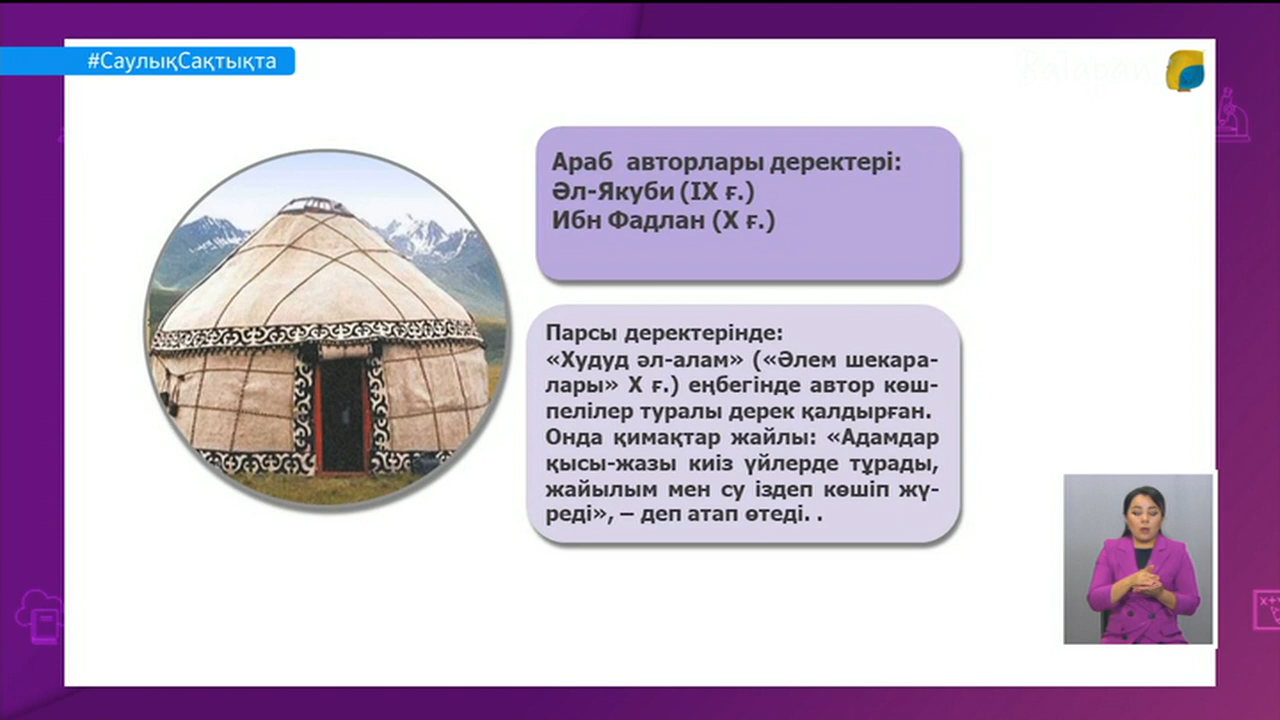 #СаулықСақтықта
Balapan
Араб авторлары деректері:
Әл-Якуби (IX ғ.)
Ибн Фадлан (X ғ.)
Парсы деректерінде:
«Худуд әл-алам» («Әлем шекара-
лары» X ғ.) еңбегінде автор көш-
пелілер туралы дерек қалдырған.
Онда қимақтар жайлы: «Адамдар
қысы-жазы киіз үйлерде тұрады,
жайылым мен су іздеп көшіп жү-
реді», – деп атап өтеді. .